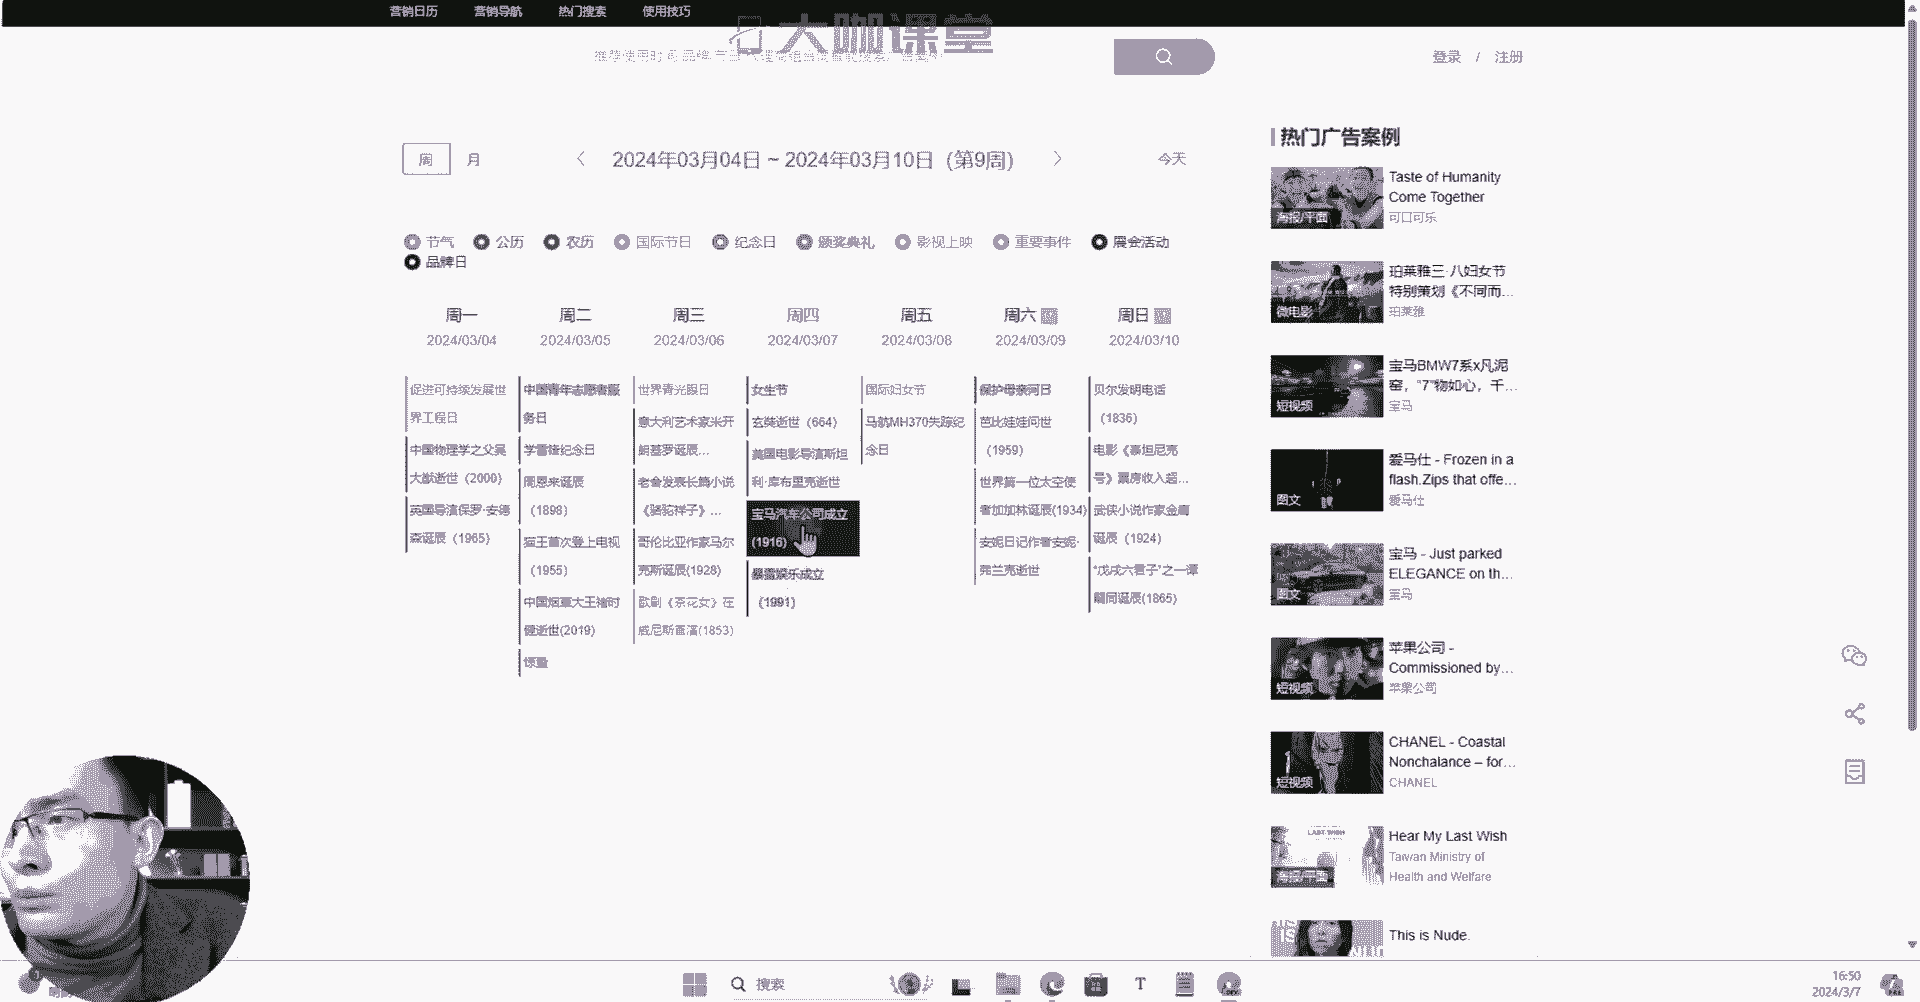 营销日历 营销导航 热门搜索 使用技巧
大咖课堂
登录 / 注册
周 月 2024年03月04日 ~ 2024年03月10日 (第9周) 今天
节气 公历 农历 国际节日 纪念日 颁奖典礼 影视上映 重要事件 展会活动
品牌日
周一 周二 周三 周四 周五 周六 周日
2024/03/04 2024/03/05 2024/03/06 2024/03/07 2024/03/08 2024/03/09 2024/03/10
促进可持续发展世
界工程日
中国物理学之父吴
大猷逝世（2000）
英国导演保罗·安德
森诞辰（1965）
中国青年志愿者服
务日
学雷锋纪念日
周恩来诞辰
（1898）
猫王首次登上电视
（1955）
中国烟草大王褚时
健逝世(2019)
惊蛰
世界青光眼日
意大利艺术家米开
朗基罗诞辰...
老舍发表长篇小说
《骆驼祥子》...
哥伦比亚作家马尔
克斯诞辰(1928)
歌剧《茶花女》在
威尼斯首演(1853)
女生节
玄奘逝世（664）
美国电影导演斯坦
利·库布里克逝世
宝马汽车公司成立
(1916)
暴雪娱乐成立
（1991）
国际妇女节
马航MH370失踪纪
念日
保护母亲河日
芭比娃娃问世
（1959）
世界第一位太空使
者加加林诞辰(1934)
安妮日记作者安妮·
弗兰克逝世
贝尔发明电话
（1836）
电影《泰坦尼克
号》票房收入超...
武侠小说作家金庸
诞辰（1924）
“戊戌六君子”之一谭
嗣同诞辰(1865)
热门广告案例
海报/平面
Taste of Humanity
Come Together
可口可乐
微电影
珀莱雅三·八妇女节
特别策划《不同而...
珀莱雅
短视频
宝马BMW7系x凡泥
窑，“7”物如心，千...
宝马
图文
爱马仕 - Frozen in a
flash.Zips that offe...
爱马仕
图文
宝马 - Just parked
ELEGANCE on th...
宝马
短视频
苹果公司 -
Commissioned by...
苹果公司
短视频
CHANEL - Coastal
Nonchalance – for...
CHANEL
LAST WISH
海报/平面
Hear My Last Wish
Taiwan Ministry of
Health and Welfare
This is Nude.
搜索
16:50
2024/3/7